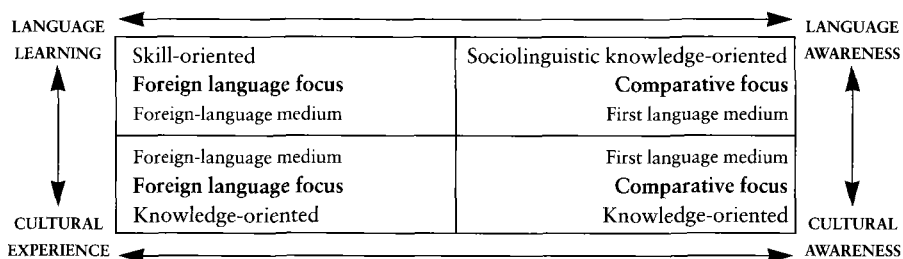 LANGUAGE LEARNING
LANGUAGE AWARENESS
Skill-oriented
Foreign language focus
Foreign-language medium
Sociolinguistic knowledge-oriented
Comparative focus
First language medium
Foreign-language medium
Foreign language focus
Knowledge-oriented
First language medium
Comparative focus
Knowledge-oriented
CULTURAL EXPERIENCE
CULTURAL AWARENESS